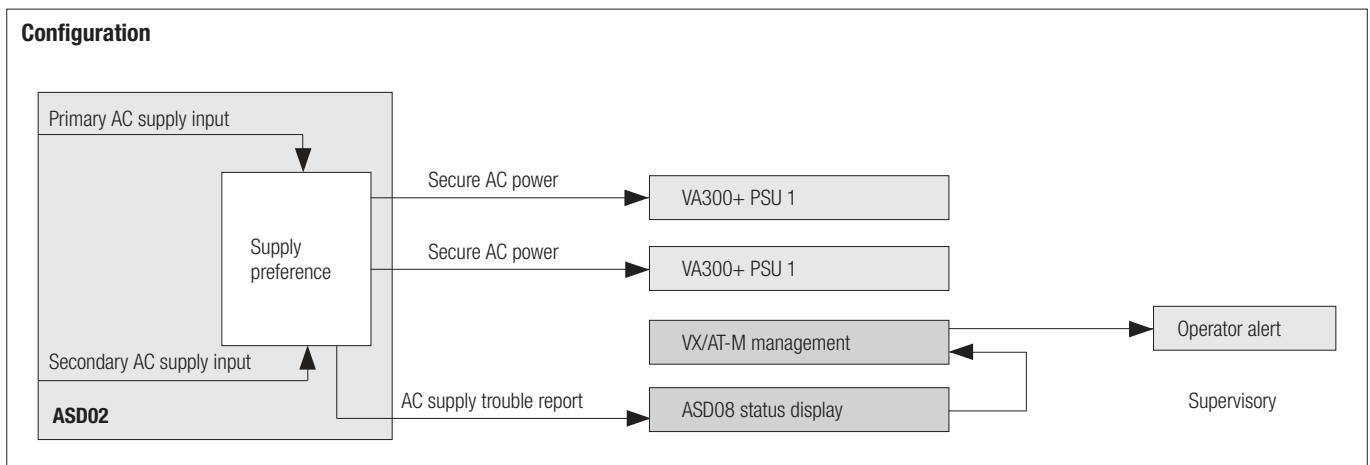 Configuration
Primary AC supply input
Secure AC power
VA300+ PSU 1
Supply
preference
Secure AC power
VA300+ PSU 1
VX/AT-M management
Operator alert
Secondary AC supply input
AC supply trouble report
ASD08 status display
Supervisory
ASD02